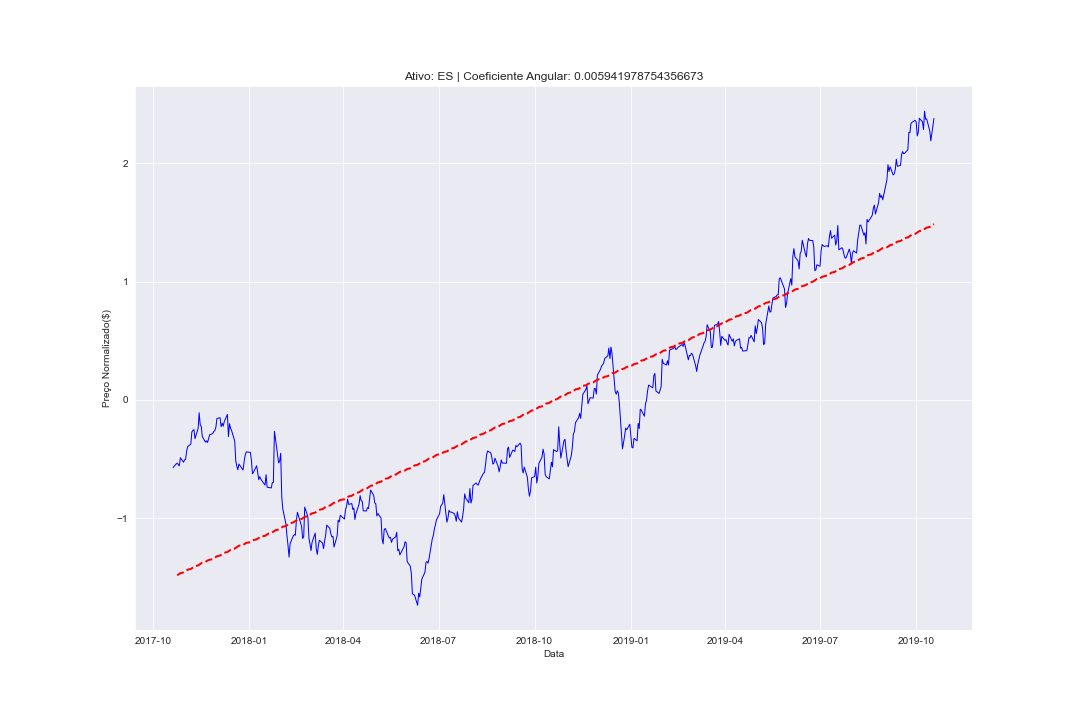 Ativo: ES | Coeficiente Angular: 0.005941978754356673
Preço Normalizado($)
2
1
0
−1
2017-10 2018-01 2018-04 2018-07 2018-10 2019-01 2019-04 2019-07 2019-10
Data